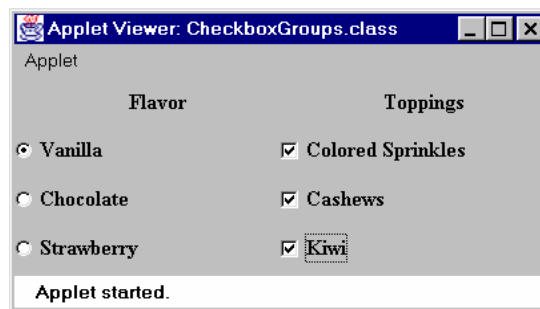 Applet Viewer: CheckboxGroups.class
Applet
Flavor Toppings
Vanilla Colored Sprinkles
Chocolate Cashews
Strawberry Kiwi
Applet started.